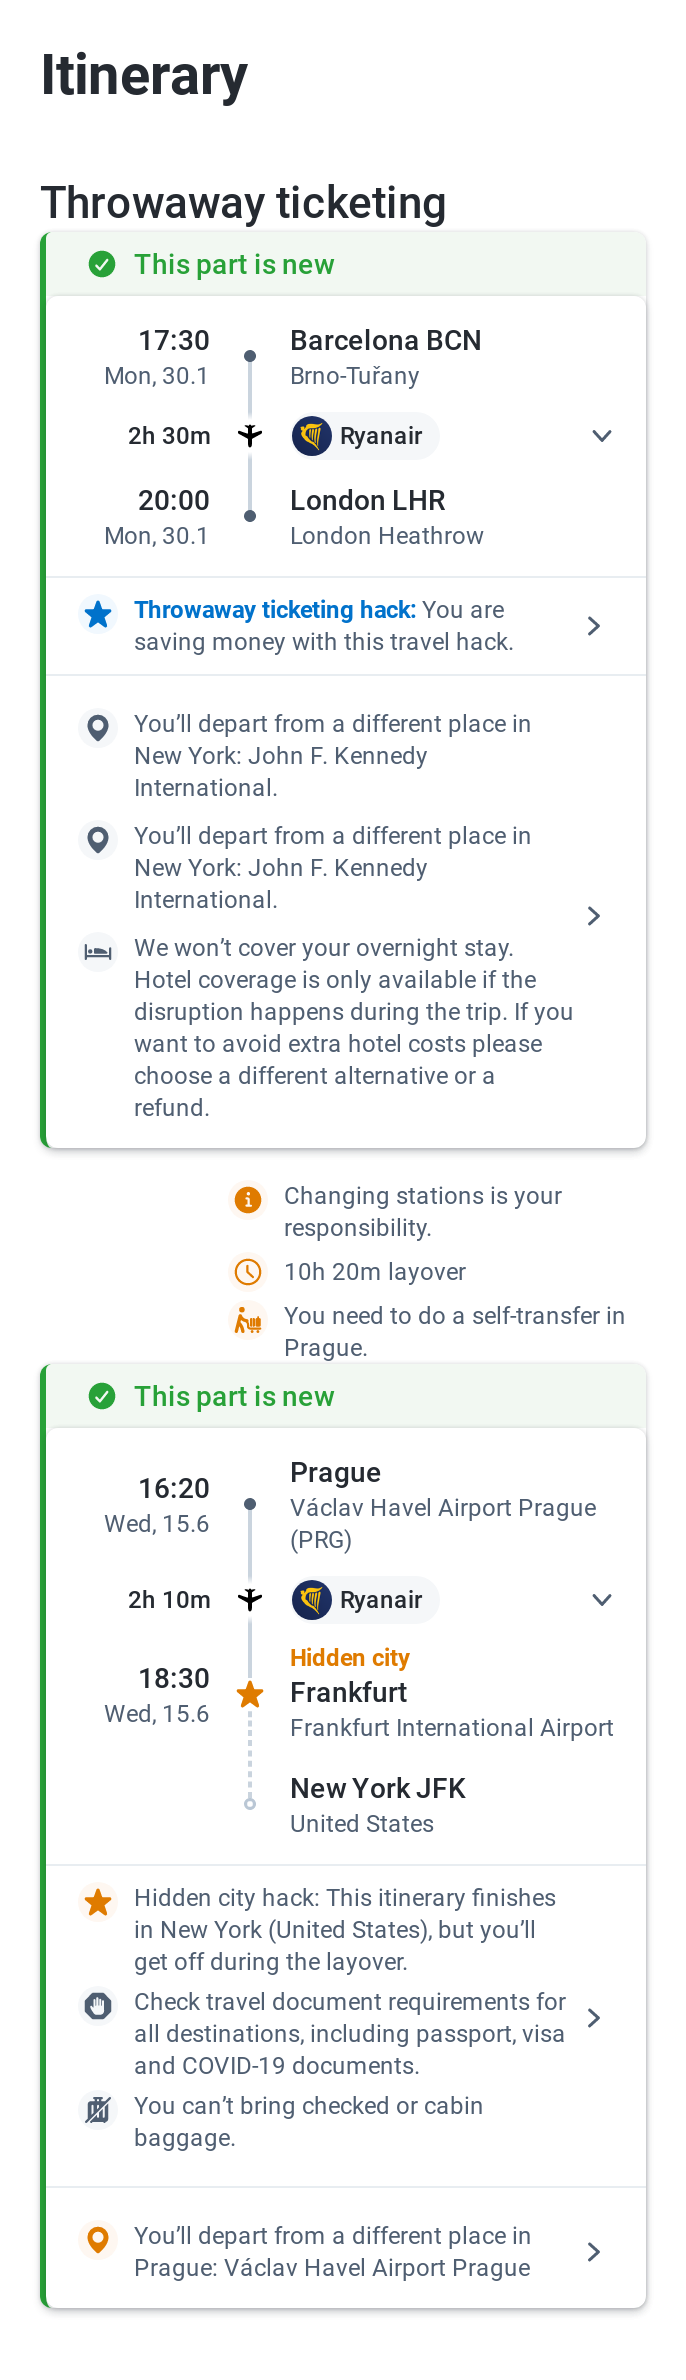 Itinerary
Throwaway ticketing
This part is new
17:30
Mon, 30.1
Barcelona BCN
Brno-Tuřany
2h 30m
Ryanair
20:00
Mon, 30.1
London LHR
London Heathrow
Throwaway ticketing hack: You are
saving money with this travel hack.
You’ll depart from a different place in
New York: John F. Kennedy
International.
You’ll depart from a different place in
New York: John F. Kennedy
International.
We won’t cover your overnight stay.
Hotel coverage is only available if the
disruption happens during the trip. If you
want to avoid extra hotel costs please
choose a different alternative or a
refund.
Changing stations is your
responsibility.
10h 20m layover
You need to do a self-transfer in
Prague.
This part is new
16:20
Wed, 15.6
Prague
Václav Havel Airport Prague
(PRG)
2h 10m
Ryanair
18:30
Wed, 15.6
Hidden city
Frankfurt
Frankfurt International Airport
New York JFK
United States
Hidden city hack: This itinerary finishes
in New York (United States), but you’ll
get off during the layover.
Check travel document requirements for
all destinations, including passport, visa
and COVID-19 documents.
You can’t bring checked or cabin
baggage.
You’ll depart from a different place in
Prague: Václav Havel Airport Prague